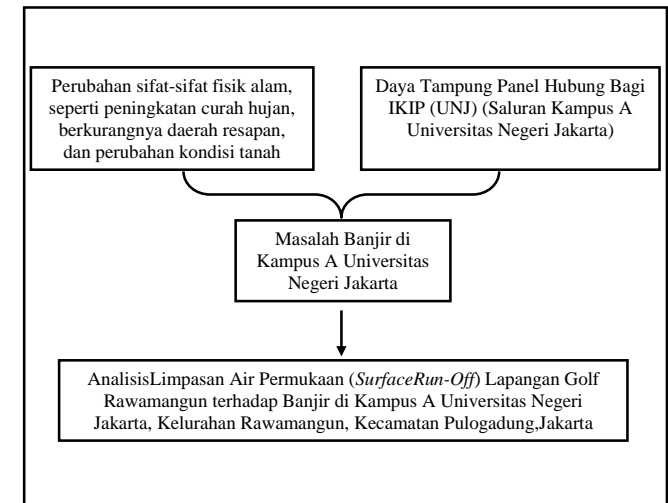 Perubahan sifat-sifat fisik alam,
seperti peningkatan curah hujan,
berkurangnya daerah resapan,
dan perubahan kondisi tanah
Daya Tampung Panel Hubung Bagi
IKIP (UNJ) (Saluran Kampus A
Universitas Negeri Jakarta)
Masalah Banjir di
Kampus A Universitas
Negeri Jakarta
AnalisisLimpasan Air Permukaan (SurfaceRun-Off) Lapangan Golf
Rawamangun terhadap Banjir di Kampus A Universitas Negeri
Jakarta, Kelurahan Rawamangun, Kecamatan Pulogadung,Jakarta